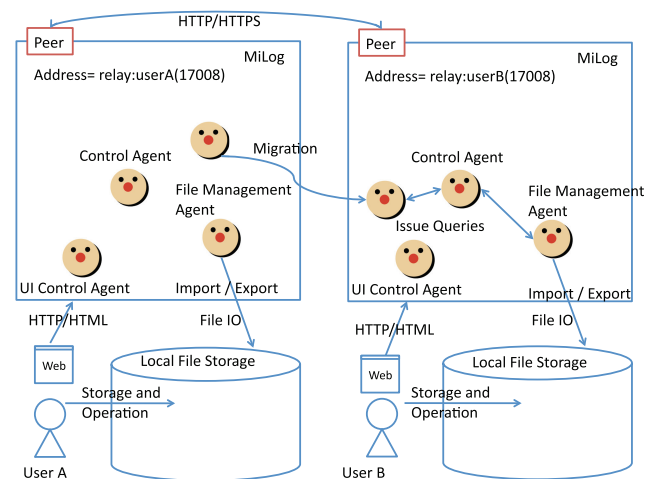 HTTP/HTTPS
Peer
MiLog
Address= relay:userA(17008)
Migration
Control Agent
File Management
Agent
UI Control Agent
Import / Export
HTTP/HTML
File IO
Web
Local File Storage
Storage and
Operation
User A
Peer
MiLog
Address= relay:userB(17008)
Control Agent
File Management
Agent
Issue Queries
UI Control Agent
Import / Export
HTTP/HTML
File IO
Web
Local File Storage
Storage and
Operation
User B